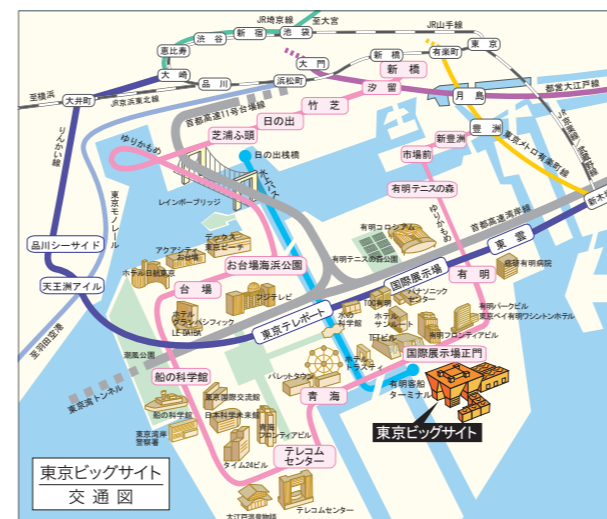 JR埼京線
至大宮
JR山手線
渋谷
新宿
池袋
恵比寿
有楽町
東京
新橋
大門
大崎
品川
浜松町
新橋
汐留
都営大江戸線
至横浜
大井町
JR京浜東北線
首都高速11号台場線
竹芝
月島
日の出
芝浦ふ頭
新豊洲
豊洲
りんかい線
ゆりかもめ
日の出桟橋
市場前
東京メトロ有楽町線
水上バス
東京モノレール
レインボーブリッジ
有明テニスの森
ゆりかもめ
首都高速湾岸線
新木場
デックス
東京ビーチ
有明コロシアム
品川シーサイド
アクアシティ
お台場
お台場海浜公園
有明テニスの森公園
東雲
国際展示場
ホテル日航東京
天王洲アイル
台場
フジテレビ
有明
癌研有明病院
パナソニック
センター
TOC有明
ホテル
グランパシフィック
LE DAIBA
東京テレポート
水の
科学館
ホテル
サンルート
有明パークビル
東京ベイ有明ワシントンホテル
至羽田空港
TFTビル
有明フロンティアビル
潮風公園
国際展示場正門
ホテル
トラスティ
東京湾トンネル
船の科学館
パレットタウン
有明客船
ターミナル
青海
東京国際交流館
船の科学館
日本科学未来館
青海
フロンティアビル
東京ビッグサイト
東京湾岸
警察署
タイム24ビル
テレコム
センター
東京ビッグサイト
交通図
大江戸温泉物語
テレコムセンター